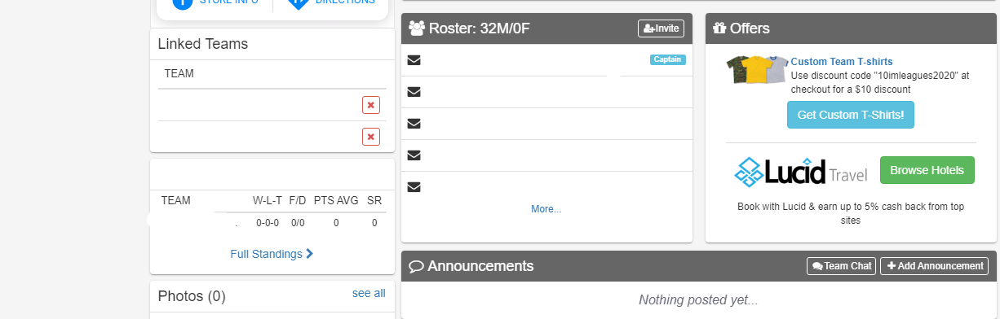 STORE INFO
DIRECTIONS
Linked Teams
TEAM
TEAM W-L-T F/D PTS AVG SR
. 0-0-0 0/0 0 0
Full Standings
Photos (0) see all
Roster: 32M/0F Invite
Captain
More...
Offers
Custom Team T-shirts
Use discount code "10imleagues2020" at
checkout for a $10 discount
Get Custom T-Shirts!
Lucid Travel
Browse Hotels
Book with Lucid & earn up to 5% cash back from top
sites
Announcements Team Chat Add Announcement
Nothing posted yet...